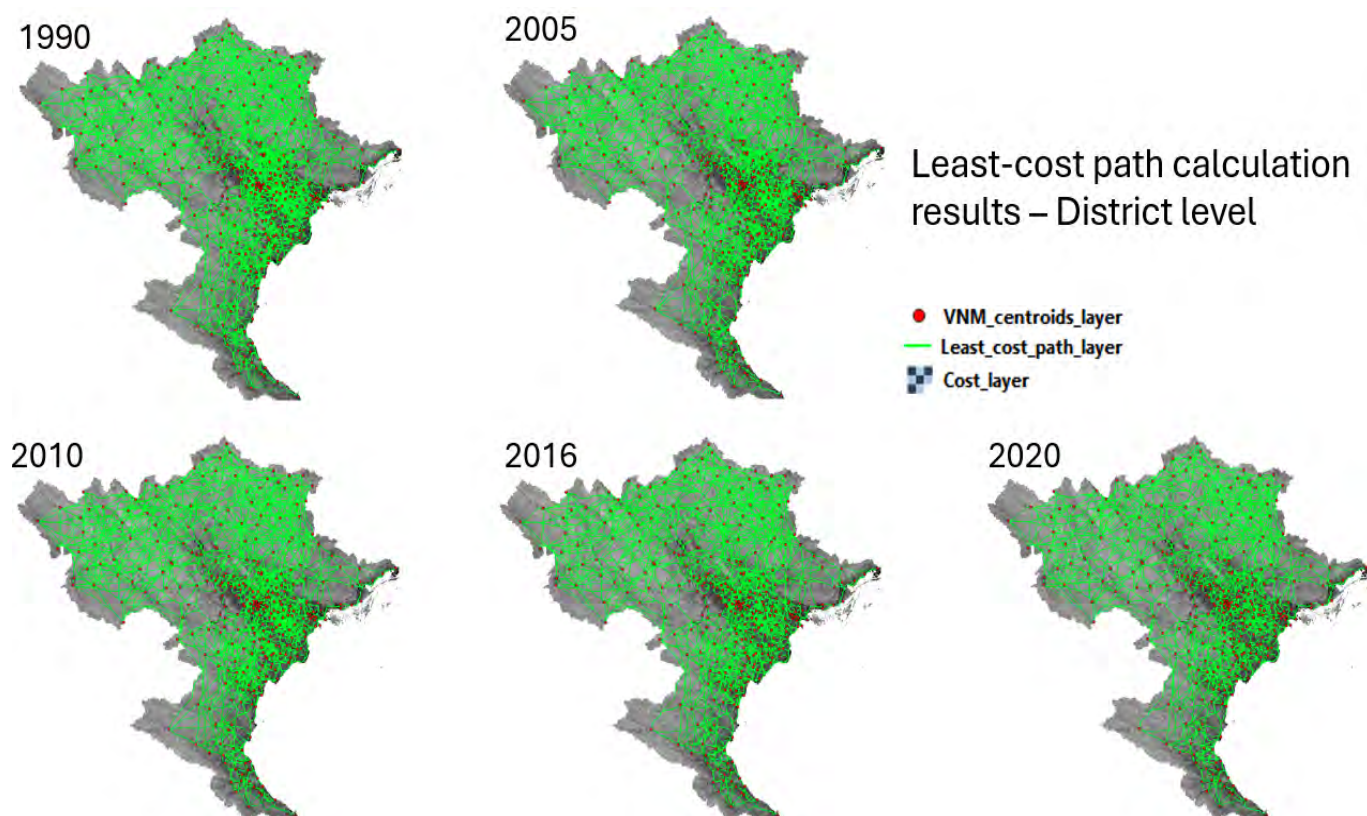 1990
2005
Least-cost path calculation
results – District level
VNM_centroids_layer
Least_cost_path_layer
Cost_layer
2010
2016
2020